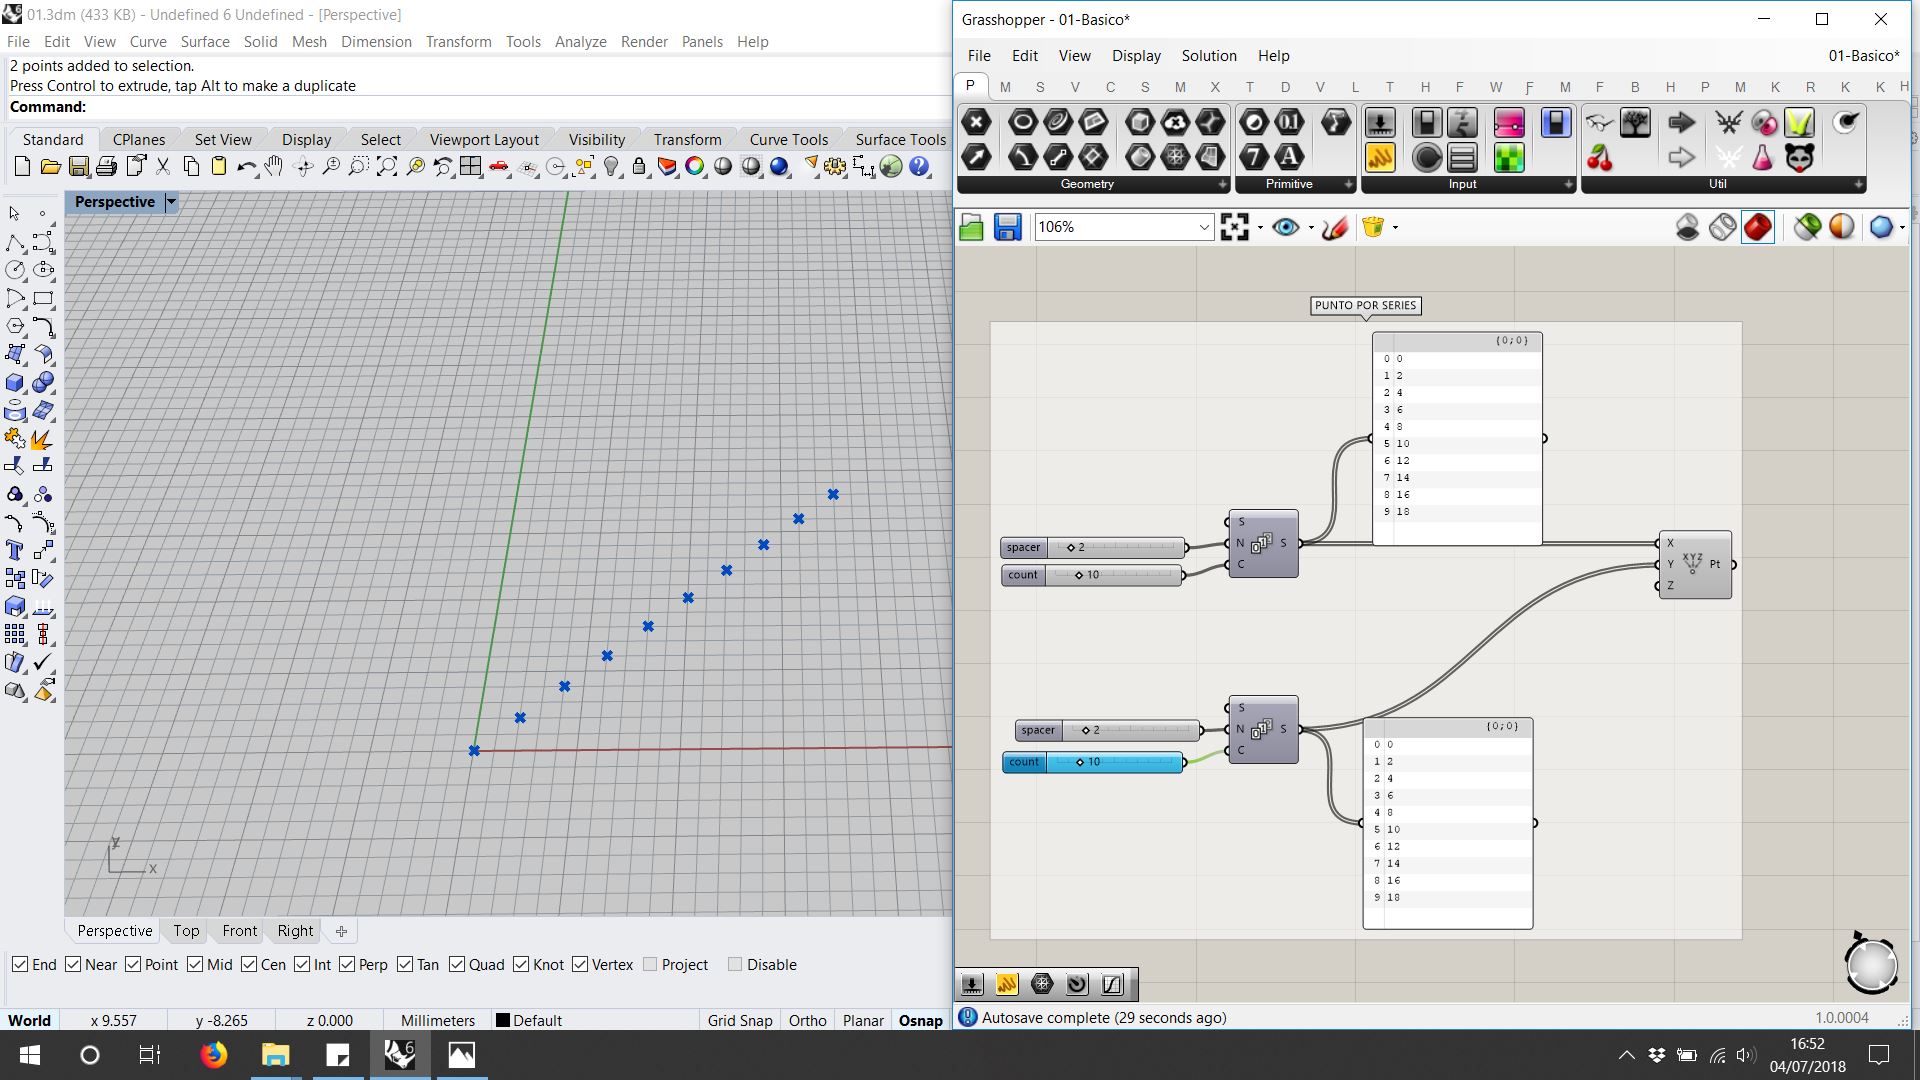 01.3dm (433 KB) - Undefined 6 Undefined - [Perspective]
File Edit View Curve Surface Solid Mesh Dimension Transform Tools Analyze Render Panels Help
2 points added to selection.
Press Control to extrude, tap Alt to make a duplicate
Command:
Standard CPlanes Set View Display Select Viewport Layout Visibility Transform Curve Tools Surface Tools
Perspective
y
x
Perspective Top Front Right
End Near Point Mid Cen Int Perp Tan Quad Knot Vertex Project Disable
World x 9.557 y -8.265 z 0.000 Millimeters Default Grid Snap Ortho Planar Osnap
Grasshopper - 01-Basico*
File Edit View Display Solution Help 01-Basico*
P M S V C S M X T D V L T H F W Ƒ M F B H P M K R K K H
Geometry Primitive Input Util
106%
PUNTO POR SERIES
{0;0}
0 0
1 2
2 4
3 6
4 8
5 10
6 12
7 14
8 16
9 18
spacer 2
count 10
S
N S
C
X
Y Pt
Z
XYZ
spacer 2
count 10
S
N S
C
{0;0}
0 0
1 2
2 4
3 6
4 8
5 10
6 12
7 14
8 16
9 18
Autosave complete (29 seconds ago) 1.0.0004
16:52
04/07/2018